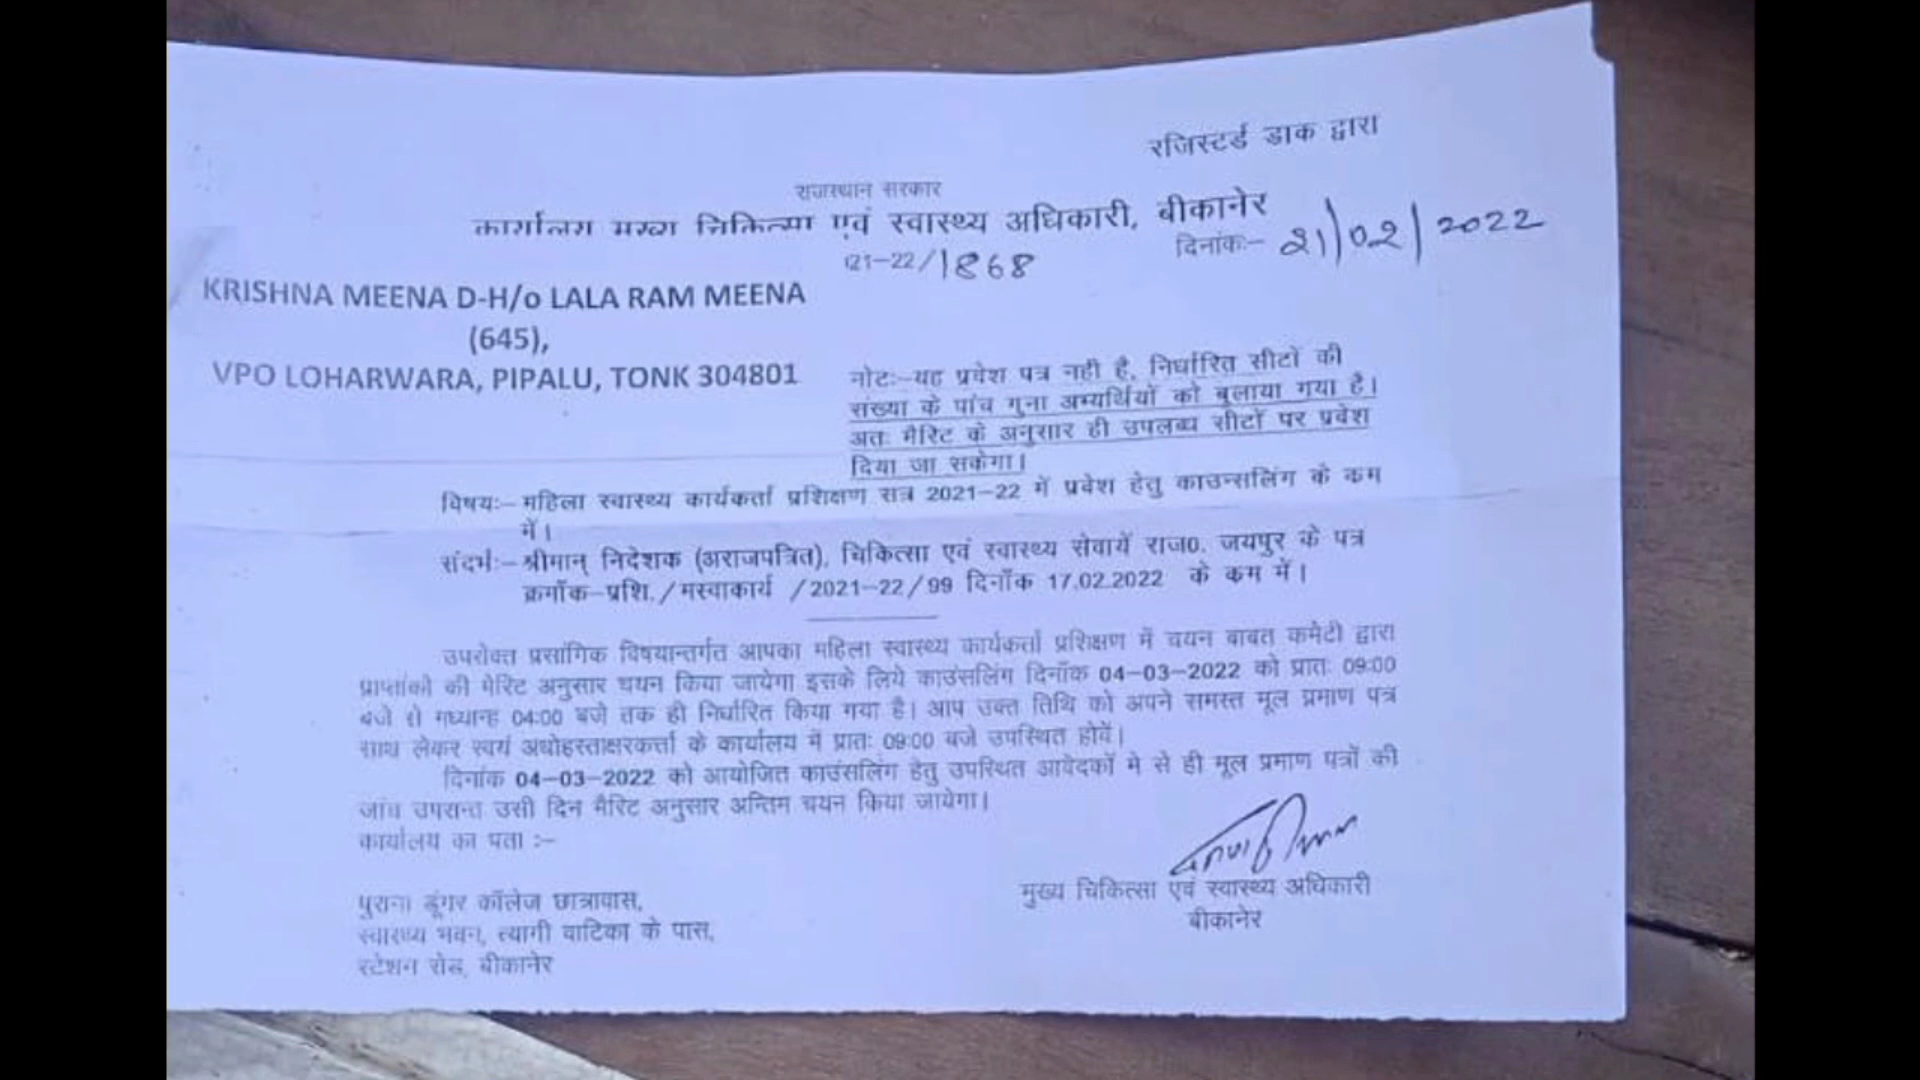 रजिस्टर्ड डाक द्वारा
राजस्थान सरकार
कार्यालय मुख्य चिकित्सा एवं स्वास्थ्य अधिकारी, बीकानेर
21-22/1868 दिनांकः- 21/02/2022
KRISHNA MEENA D-H/o LALA RAM MEENA
(645),
VPO LOHARWARA, PIPALU, TONK 304801
नोटः-यह प्रवेश पत्र नही है, निर्धारित सीटों की
संख्या के पांच गुना अभ्यर्थियों को बुलाया गया है।
अतः मैरिट के अनुसार ही उपलब्ध सीटों पर प्रवेश
दिया जा सकेगा।
विषयः- महिला स्वास्थ्य कार्यकर्ता प्रशिक्षण सत्र 2021-22 में प्रवेश हेतु काउन्सलिंग के कम
में।
संदर्भः- श्रीमान् निदेशक (अराजपत्रित), चिकित्सा एवं स्वास्थ्य सेवायें राज0. जयपुर के पत्र
क्रमाँक-प्रशि./मस्वाकार्य /2021-22/99 दिनाँक 17.02.2022 के कम में।
उपरोक्त प्रसांगिक विषयान्तर्गत आपका महिला स्वास्थ्य कार्यकर्ता प्रशिक्षण में चयन बाबत कमेटी द्वारा
प्राप्तांको की मेरिट अनुसार चयन किया जायेगा इसके लिये काउंसलिंग दिनाँक 04-03-2022 को प्रातः 09:00
बजे से मध्यान्ह 04:00 बजे तक ही निर्धारित किया गया है। आप उक्त तिथि को अपने समस्त मूल प्रमाण पत्र
साथ लेकर स्वयं अधोहस्ताक्षरकर्त्ता के कार्यालय में प्रातः 09:00 बजे उपस्थित होवें।
दिनांक 04-03-2022 को आयोजित काउंसलिंग हेतु उपस्थित आवेदकों मे से ही मूल प्रमाण पत्रों की
जांच उपरान्त उसी दिन मैरिट अनुसार अन्तिम चयन किया जायेगा।
कार्यालय का पता :-
मुख्य चिकित्सा एवं स्वास्थ्य अधिकारी
बीकानेर
पुराना डूंगर कॉलेज छात्रावास,
स्वास्थ्य भवन, त्यागी वाटिका के पास,
स्टेशन रोड, बीकानेर